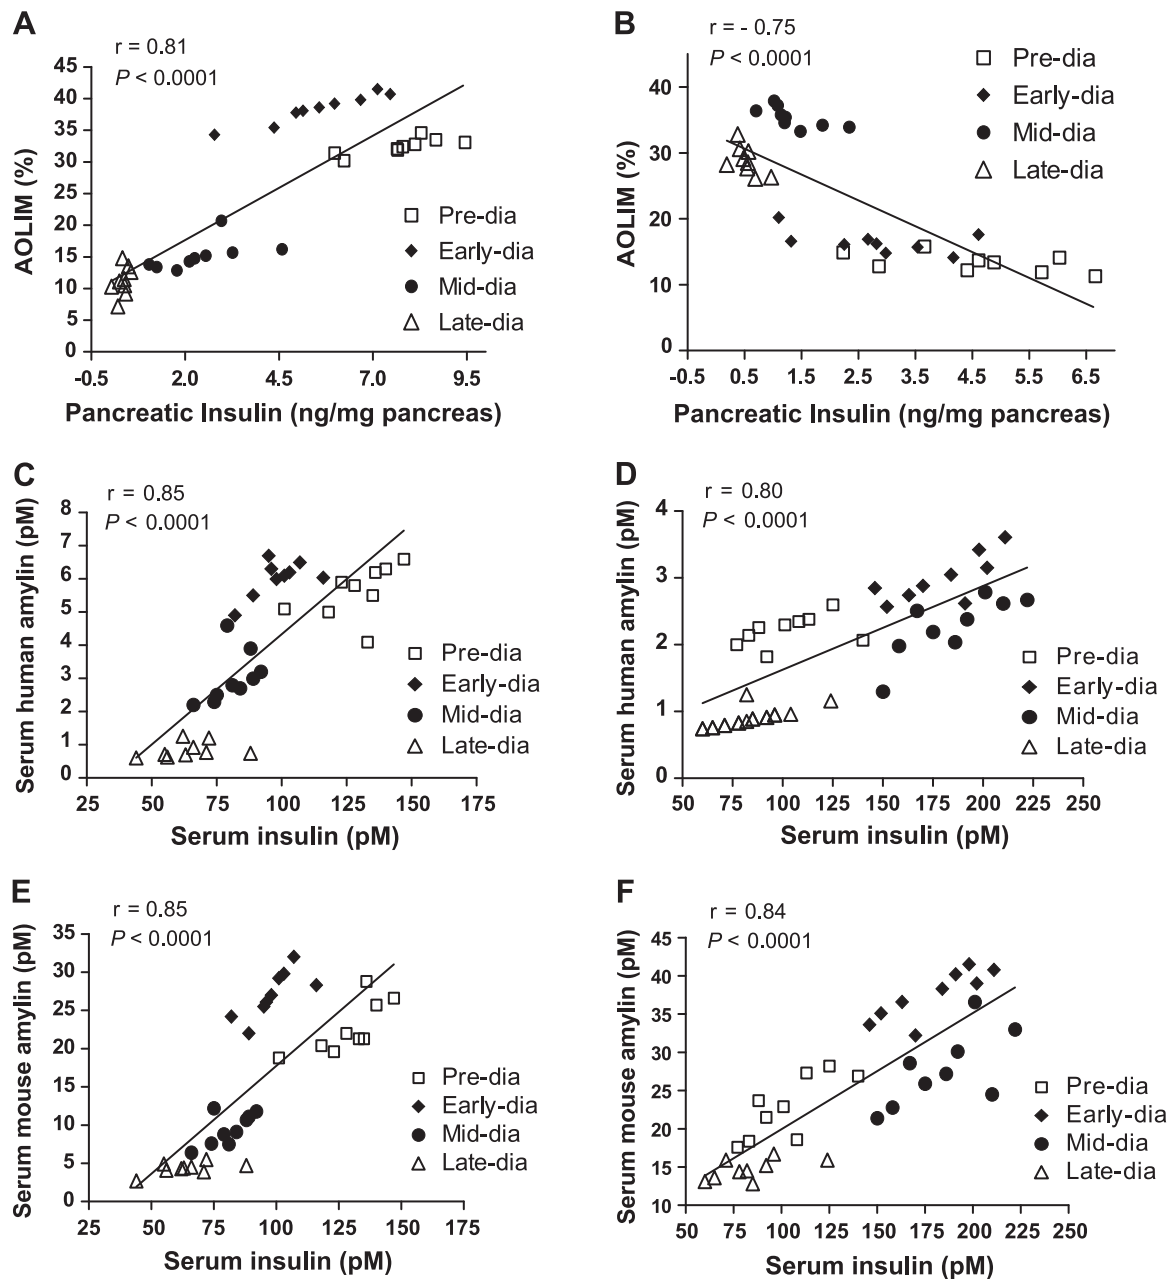 A
r = 0.81
P < 0.0001
45
40
35
30
25
20
15
10
5
0
AOLIM (%)
-0.5 2.0 4.5 7.0 9.5
Pancreatic Insulin (ng/mg pancreas)
Pre-dia
Early-dia
Mid-dia
Late-dia
B
r = - 0.75
P < 0.0001
40
30
20
10
0
AOLIM (%)
-0.5 0.5 1.5 2.5 3.5 4.5 5.5 6.5
Pancreatic Insulin (ng/mg pancreas)
Pre-dia
Early-dia
Mid-dia
Late-dia
C
r = 0.85
P < 0.0001
8
7
6
5
4
3
2
1
0
Serum human amylin (pM)
25 50 75 100 125 150 175
Serum insulin (pM)
Pre-dia
Early-dia
Mid-dia
Late-dia
D
r = 0.80
P < 0.0001
4
3
2
1
0
Serum human amylin (pM)
50 75 100 125 150 175 200 225 250
Serum insulin (pM)
Pre-dia
Early-dia
Mid-dia
Late-dia
E
r = 0.85
P < 0.0001
35
30
25
20
15
10
5
0
Serum mouse amylin (pM)
25 50 75 100 125 150 175
Serum insulin (pM)
Pre-dia
Early-dia
Mid-dia
Late-dia
F
r = 0.84
P < 0.0001
45
40
35
30
25
20
15
10
Serum mouse amylin (pM)
50 75 100 113 150 175 200 225 250
Serum insulin (pM)
Pre-dia
Early-dia
Mid-dia
Late-dia